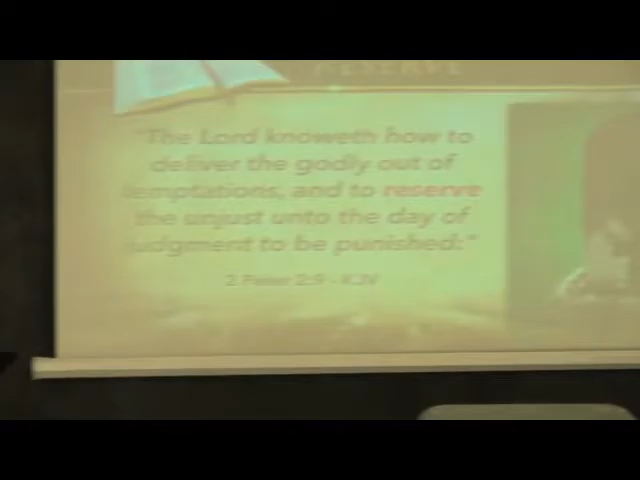 RESERVE
"The Lord knoweth how to
deliver the godly out of
temptations, and to reserve
the unjust unto the day of
judgment to be punished:"
2 Peter 2:9 - KJV